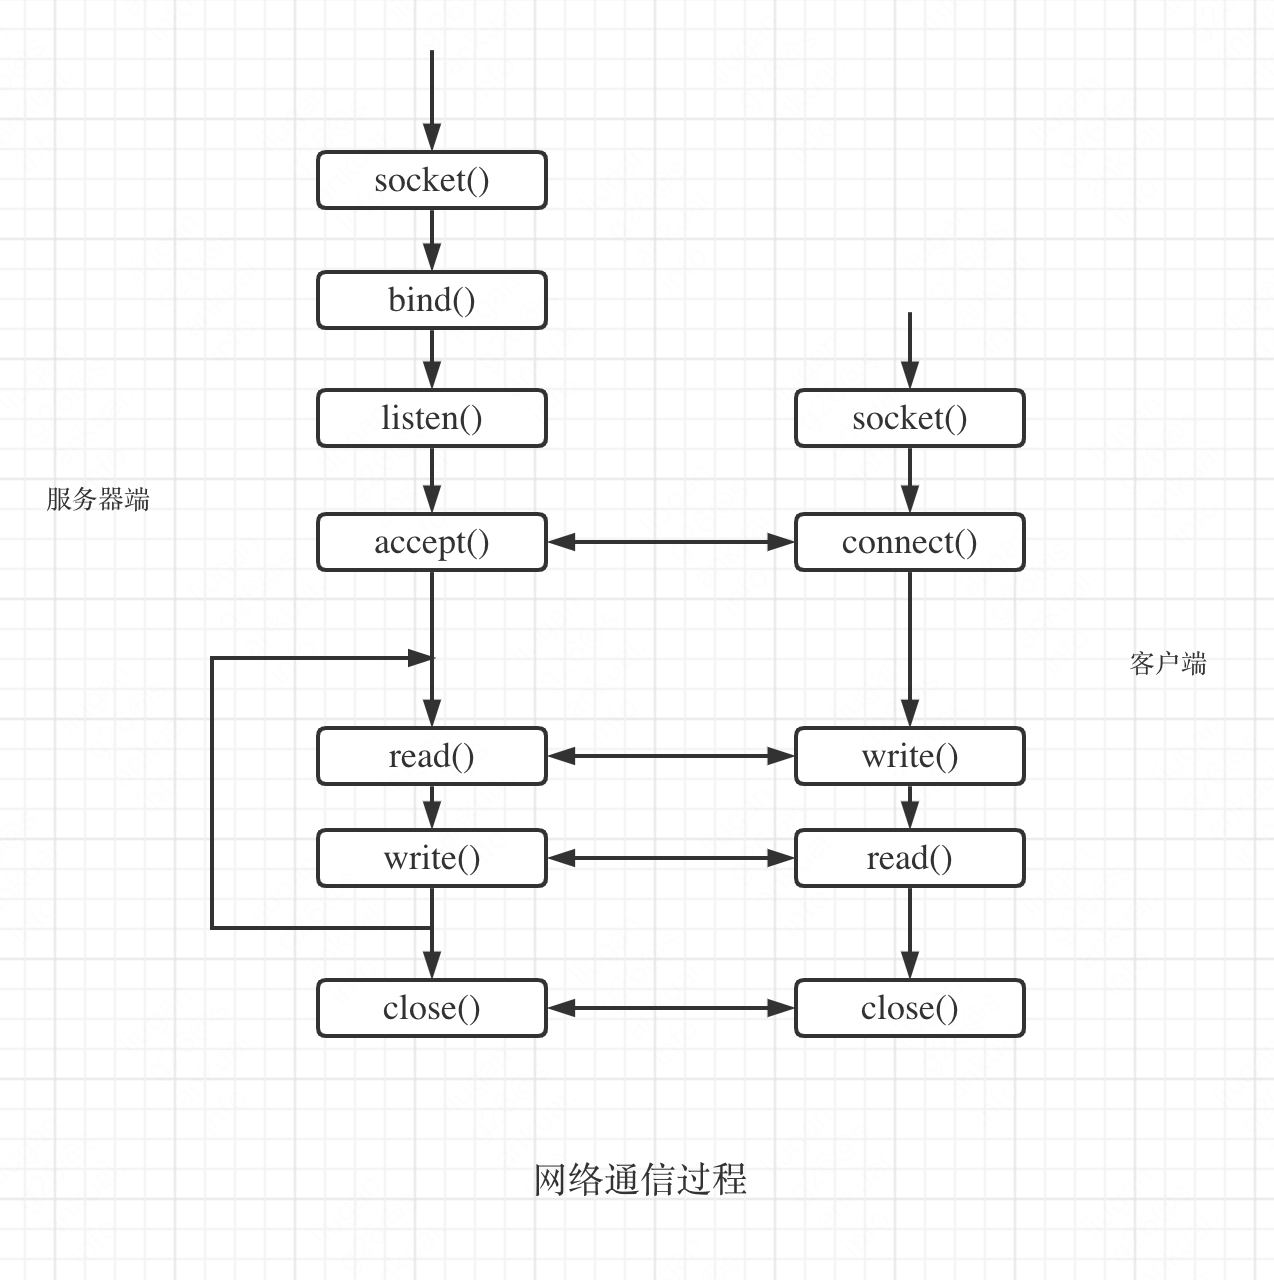 socket()
bind()
listen()
socket()
服务器端
accept()
connect()
客户端
read()
write()
write()
read()
close()
close()
网络通信过程